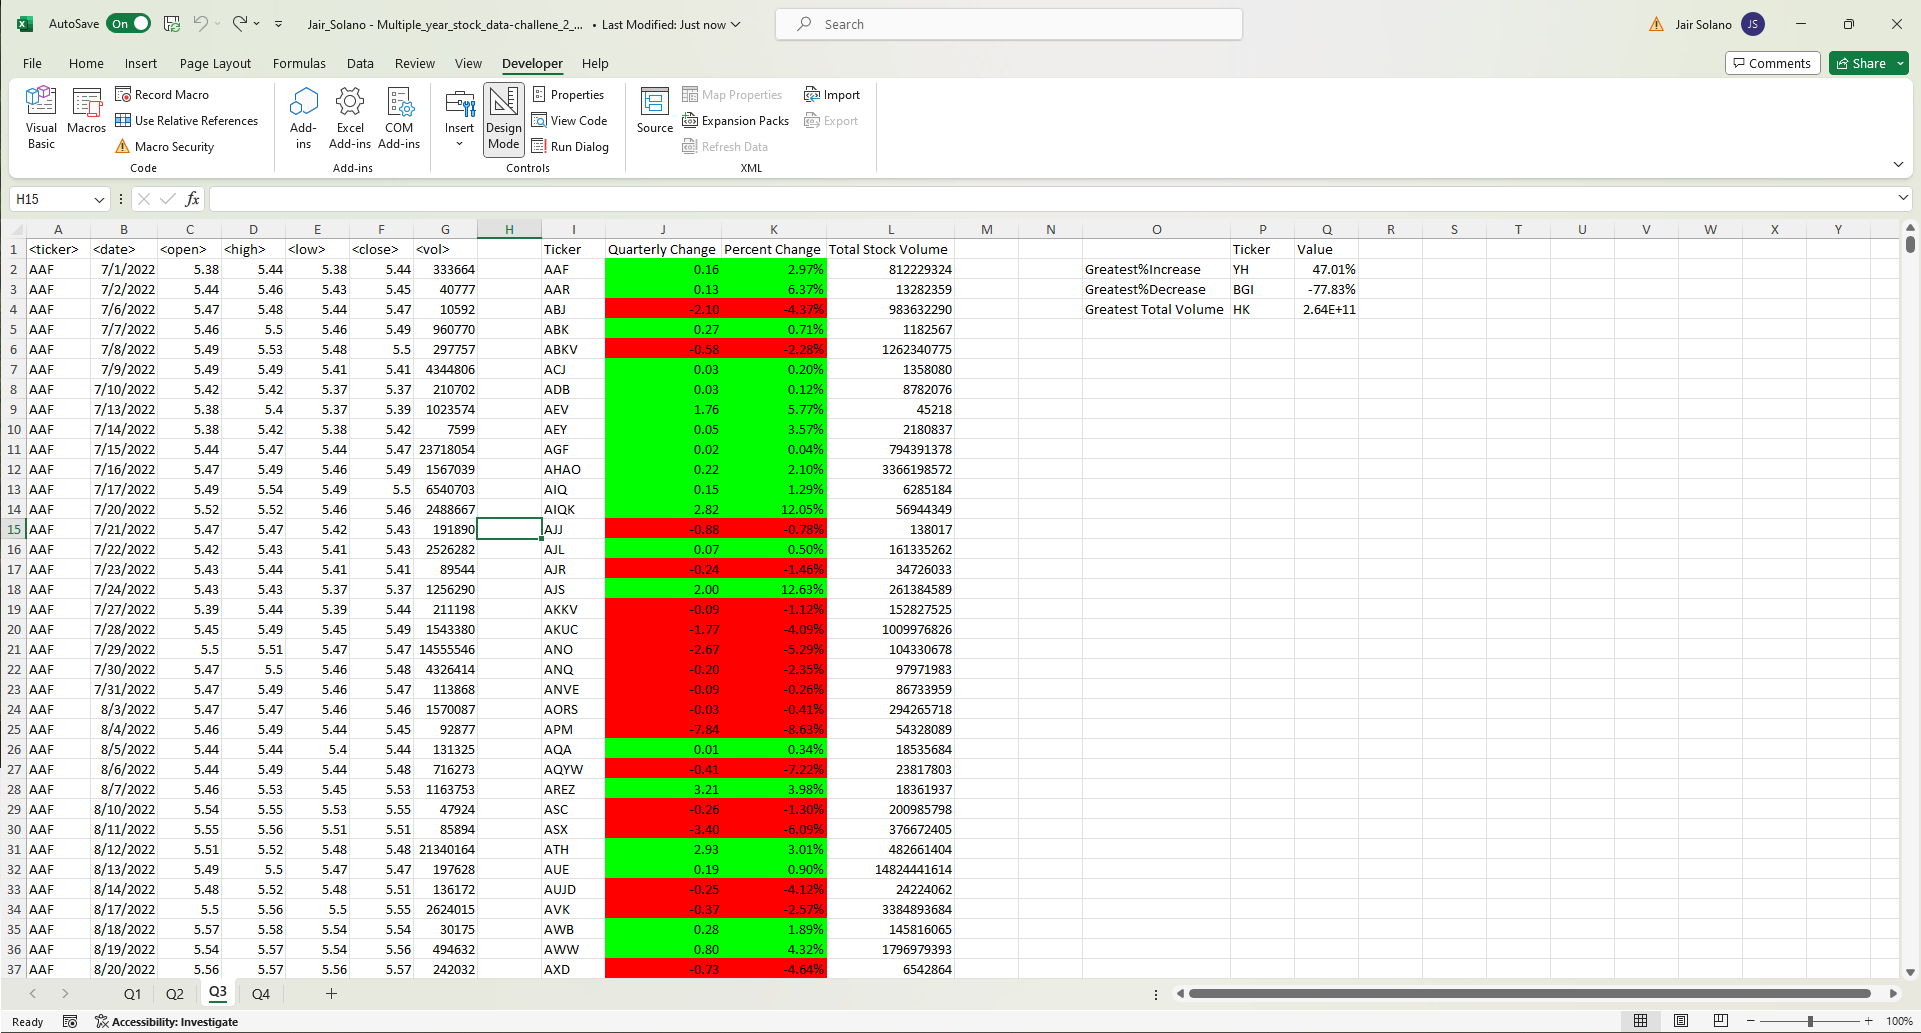 AutoSave On Jair_Solano - Multiple_year_stock_data-challene_2_... • Last Modified: Just now Search Jair Solano JS
File Home Insert Page Layout Formulas Data Review View Developer Help Comments Share
Visual Basic Macros Record Macro Use Relative References Macro Security Code
Add-ins Excel Add-ins COM Add-ins Add-ins
Insert Design Mode Properties View Code Run Dialog Controls
Source Map Properties Expansion Packs Refresh Data Import Export XML
H15 fx
A B C D E F G H I J K L M N O P Q R S T U V W X Y
1 <ticker> <date> <open> <high> <low> <close> <vol> Ticker Quarterly Change Percent Change Total Stock Volume Ticker Value
2 AAF 7/1/2022 5.38 5.44 5.38 5.44 333664 AAF 0.16 2.97% 812229324 Greatest%Increase YH 47.01%
3 AAF 7/2/2022 5.44 5.46 5.43 5.45 40777 AAR 0.13 6.37% 13282359 Greatest%Decrease BGI -77.83%
4 AAF 7/6/2022 5.47 5.48 5.44 5.47 10592 ABJ -2.10 -4.37% 983632290 Greatest Total Volume HK 2.64E+11
5 AAF 7/7/2022 5.46 5.5 5.46 5.49 960770 ABK 0.27 0.71% 1182567
6 AAF 7/8/2022 5.49 5.53 5.48 5.5 297757 ABKV -0.58 -2.28% 1262340775
7 AAF 7/9/2022 5.49 5.49 5.41 5.41 4344806 ACJ 0.03 0.20% 1358080
8 AAF 7/10/2022 5.42 5.42 5.37 5.37 210702 ADB 0.03 0.12% 8782076
9 AAF 7/13/2022 5.38 5.4 5.37 5.39 1023574 AEV 1.76 5.77% 45218
10 AAF 7/14/2022 5.38 5.42 5.38 5.42 7599 AEY 0.05 3.57% 2180837
11 AAF 7/15/2022 5.44 5.47 5.44 5.47 23718054 AGF 0.02 0.04% 794391378
12 AAF 7/16/2022 5.47 5.49 5.46 5.49 1567039 AHAO 0.22 2.10% 3366198572
13 AAF 7/17/2022 5.49 5.54 5.49 5.5 6540703 AIQ 0.15 1.29% 6285184
14 AAF 7/20/2022 5.52 5.52 5.46 5.46 2488667 AIQK 2.82 12.05% 56944349
15 AAF 7/21/2022 5.47 5.47 5.42 5.43 191890 AJJ -0.88 -0.78% 138017
16 AAF 7/22/2022 5.42 5.43 5.41 5.43 2526282 AJL 0.07 0.50% 161335262
17 AAF 7/23/2022 5.43 5.44 5.41 5.41 89544 AJR -0.24 -1.46% 34726033
18 AAF 7/24/2022 5.43 5.43 5.37 5.37 1256290 AJS 2.00 12.63% 261384589
19 AAF 7/27/2022 5.39 5.44 5.39 5.44 211198 AKKV -0.09 -1.12% 152827525
20 AAF 7/28/2022 5.45 5.49 5.45 5.49 1543380 AKUC -1.77 -4.09% 1009976826
21 AAF 7/29/2022 5.5 5.51 5.47 5.47 14555546 ANO -2.67 -5.29% 104330678
22 AAF 7/30/2022 5.47 5.5 5.46 5.48 4326414 ANQ -0.20 -2.35% 97971983
23 AAF 7/31/2022 5.47 5.49 5.46 5.47 113868 ANVE -0.09 -0.26% 86733959
24 AAF 8/3/2022 5.47 5.47 5.46 5.46 1570087 AORS -0.03 -0.41% 294265718
25 AAF 8/4/2022 5.46 5.49 5.44 5.45 92877 APM -7.84 -8.63% 54328089
26 AAF 8/5/2022 5.44 5.44 5.4 5.44 131325 AQA 0.01 0.34% 18535684
27 AAF 8/6/2022 5.44 5.49 5.44 5.48 716273 AQYW -0.41 -7.22% 23817803
28 AAF 8/7/2022 5.46 5.53 5.45 5.53 1163753 AREZ 3.21 3.98% 18361937
29 AAF 8/10/2022 5.54 5.55 5.53 5.55 47924 ASC -0.26 -1.30% 200985798
30 AAF 8/11/2022 5.55 5.56 5.51 5.51 85894 ASX -3.40 -6.09% 376672405
31 AAF 8/12/2022 5.51 5.52 5.48 5.48 21340164 ATH 2.93 3.01% 482661404
32 AAF 8/13/2022 5.49 5.5 5.47 5.47 197628 AUE 0.19 0.90% 14824441614
33 AAF 8/14/2022 5.48 5.52 5.48 5.51 136172 AUJD -0.25 -4.12% 24224062
34 AAF 8/17/2022 5.5 5.56 5.5 5.55 2624015 AVK -0.37 -2.57% 3384893684
35 AAF 8/18/2022 5.57 5.58 5.54 5.54 30175 AWB 0.28 1.89% 145816065
36 AAF 8/19/2022 5.54 5.57 5.54 5.56 494632 AWW 0.80 4.32% 1796979393
37 AAF 8/20/2022 5.56 5.57 5.56 5.57 242032 AXD -0.73 -4.64% 6542864
Q1 Q2 Q3 Q4 +
Ready Accessibility: Investigate 100%